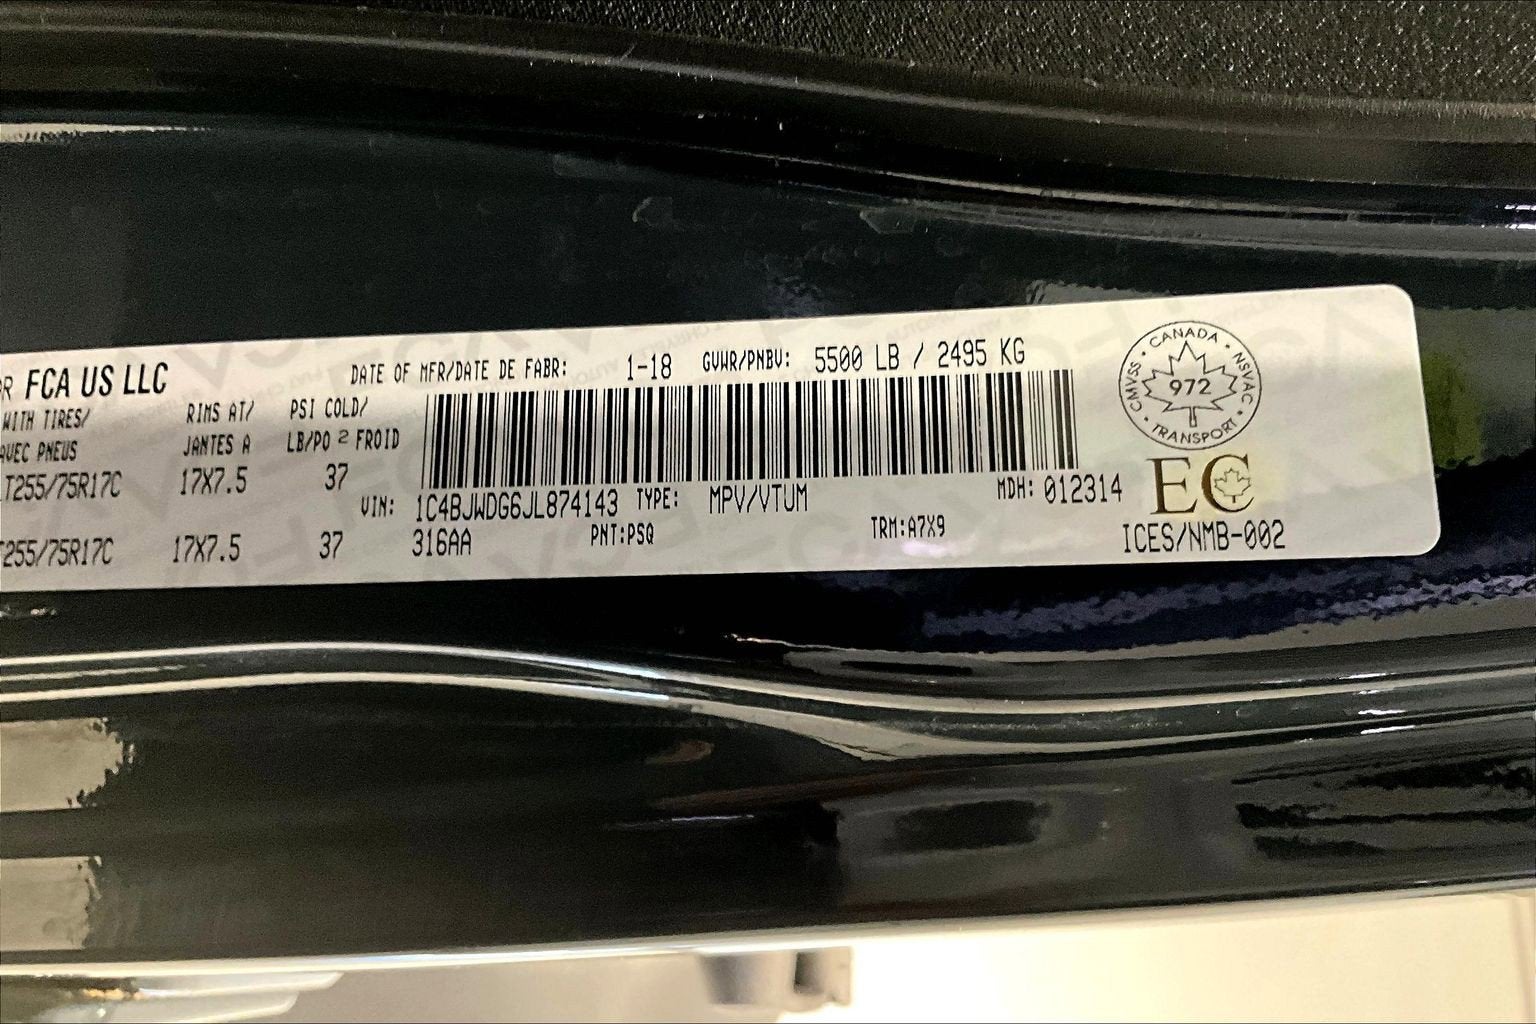 FCA US LLC
DATE OF MFR/DATE DE FABR: 1-18 GVWR/PNBV: 5500 LB / 2495 KG
WITH TIRES/ RIMS AT/ PSI COLD/
AVEC PNEUS JANTES A LB/PO 2 FROID
LT255/75R17C 17X7.5 37
VIN: 1C4BJWDG6JL874143 TYPE: MPV/VTUM MDH: 012314
T255/75R17C 17X7.5 37 316AA PNT:PSQ TRM:A7X9
CANADA
CMVSS · NSVAC
972
TRANSPORT
EC
ICES/NMB-002